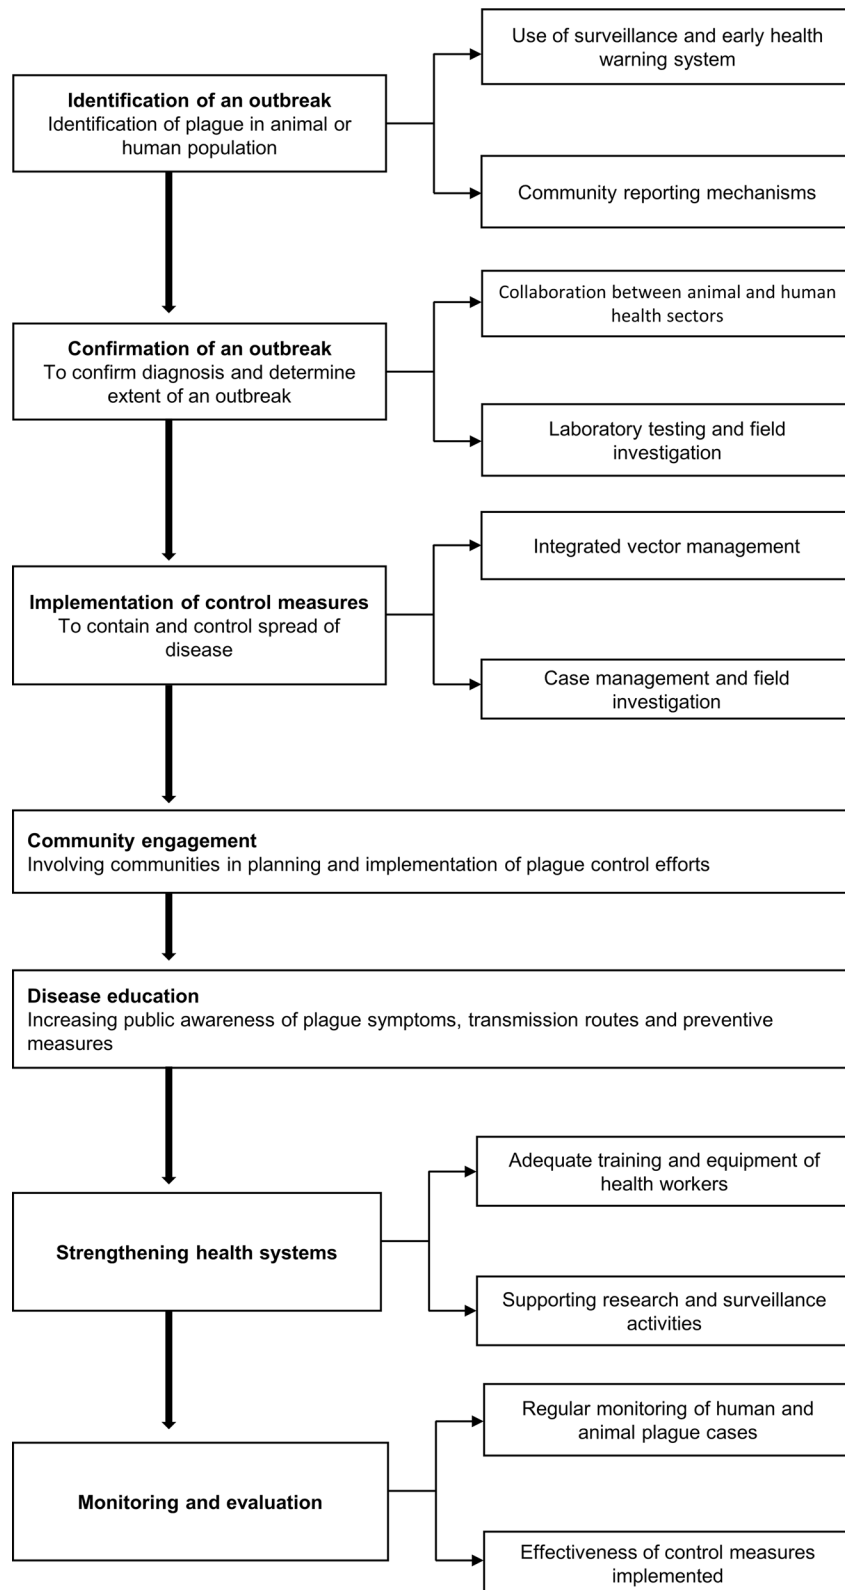 Use of surveillance and early health
warning system
Identification of an outbreak
Identification of plague in animal or
human population
Community reporting mechanisms
Collaboration between animal and human
health sectors
Confirmation of an outbreak
To confirm diagnosis and determine
extent of an outbreak
Laboratory testing and field
investigation
Integrated vector management
Implementation of control measures
To contain and control spread of
disease
Case management and field
investigation
Community engagement
Involving communities in planning and implementation of plague control efforts
Disease education
Increasing public awareness of plague symptoms, transmission routes and preventive
measures
Adequate training and equipment of
health workers
Strengthening health systems
Supporting research and surveillance
activities
Regular monitoring of human and
animal plague cases
Monitoring and evaluation
Effectiveness of control measures
implemented